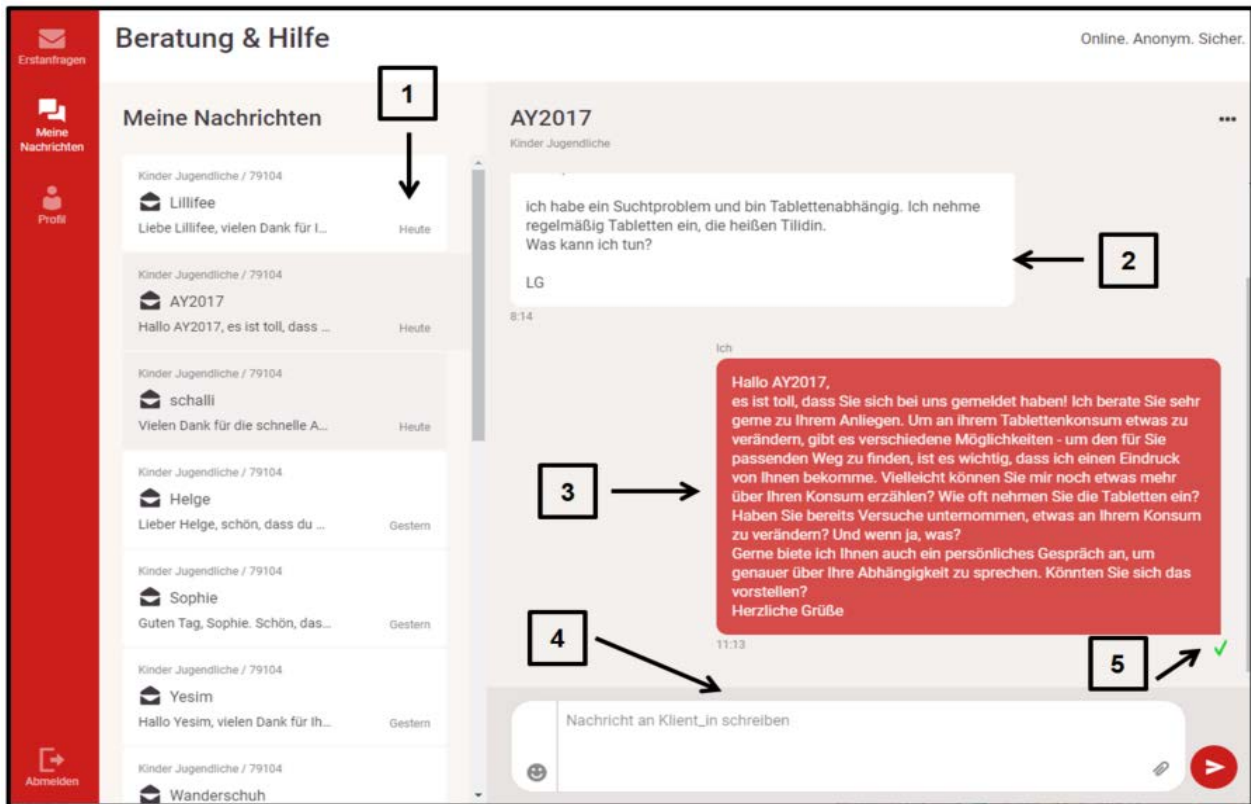 Erstanfragen
Meine
Nachrichten
Profil
Abmelden
Beratung & Hilfe
Online. Anonym. Sicher.
1
Meine Nachrichten
Kinder Jugendliche / 79104
Lillifee
Liebe Lillifee, vielen Dank für I...
Heute
Kinder Jugendliche / 79104
AY2017
Hallo AY2017, es ist toll, dass ...
Heute
Kinder Jugendliche / 79104
schalli
Vielen Dank für die schnelle A...
Heute
Kinder Jugendliche / 79104
Helge
Lieber Helge, schön, dass du ...
Gestern
Kinder Jugendliche / 79104
Sophie
Guten Tag, Sophie. Schön, das...
Gestern
Kinder Jugendliche / 79104
Yesim
Hallo Yesim, vielen Dank für Ih...
Gestern
Kinder Jugendliche / 79104
Wanderschuh
AY2017
Kinder Jugendliche
ich habe ein Suchtproblem und bin Tablettenabhängig. Ich nehme
regelmäßig Tabletten ein, die heißen Tilidin.
Was kann ich tun?
LG
8:14
2
Ich
Hallo AY2017,
es ist toll, dass Sie sich bei uns gemeldet haben! Ich berate Sie sehr
gerne zu Ihrem Anliegen. Um an ihrem Tablettenkonsum etwas zu
verändern, gibt es verschiedene Möglichkeiten - um den für Sie
passenden Weg zu finden, ist es wichtig, dass ich einen Eindruck
von Ihnen bekomme. Vielleicht können Sie mir noch etwas mehr
über Ihren Konsum erzählen? Wie oft nehmen Sie die Tabletten ein?
Haben Sie bereits Versuche unternommen, etwas an Ihrem Konsum
zu verändern? Und wenn ja, was?
Gerne biete ich Ihnen auch ein persönliches Gespräch an, um
genauer über Ihre Abhängigkeit zu sprechen. Könnten Sie sich das
vorstellen?
Herzliche Grüße
3
11:13
4
5
Nachricht an Klient_in schreiben